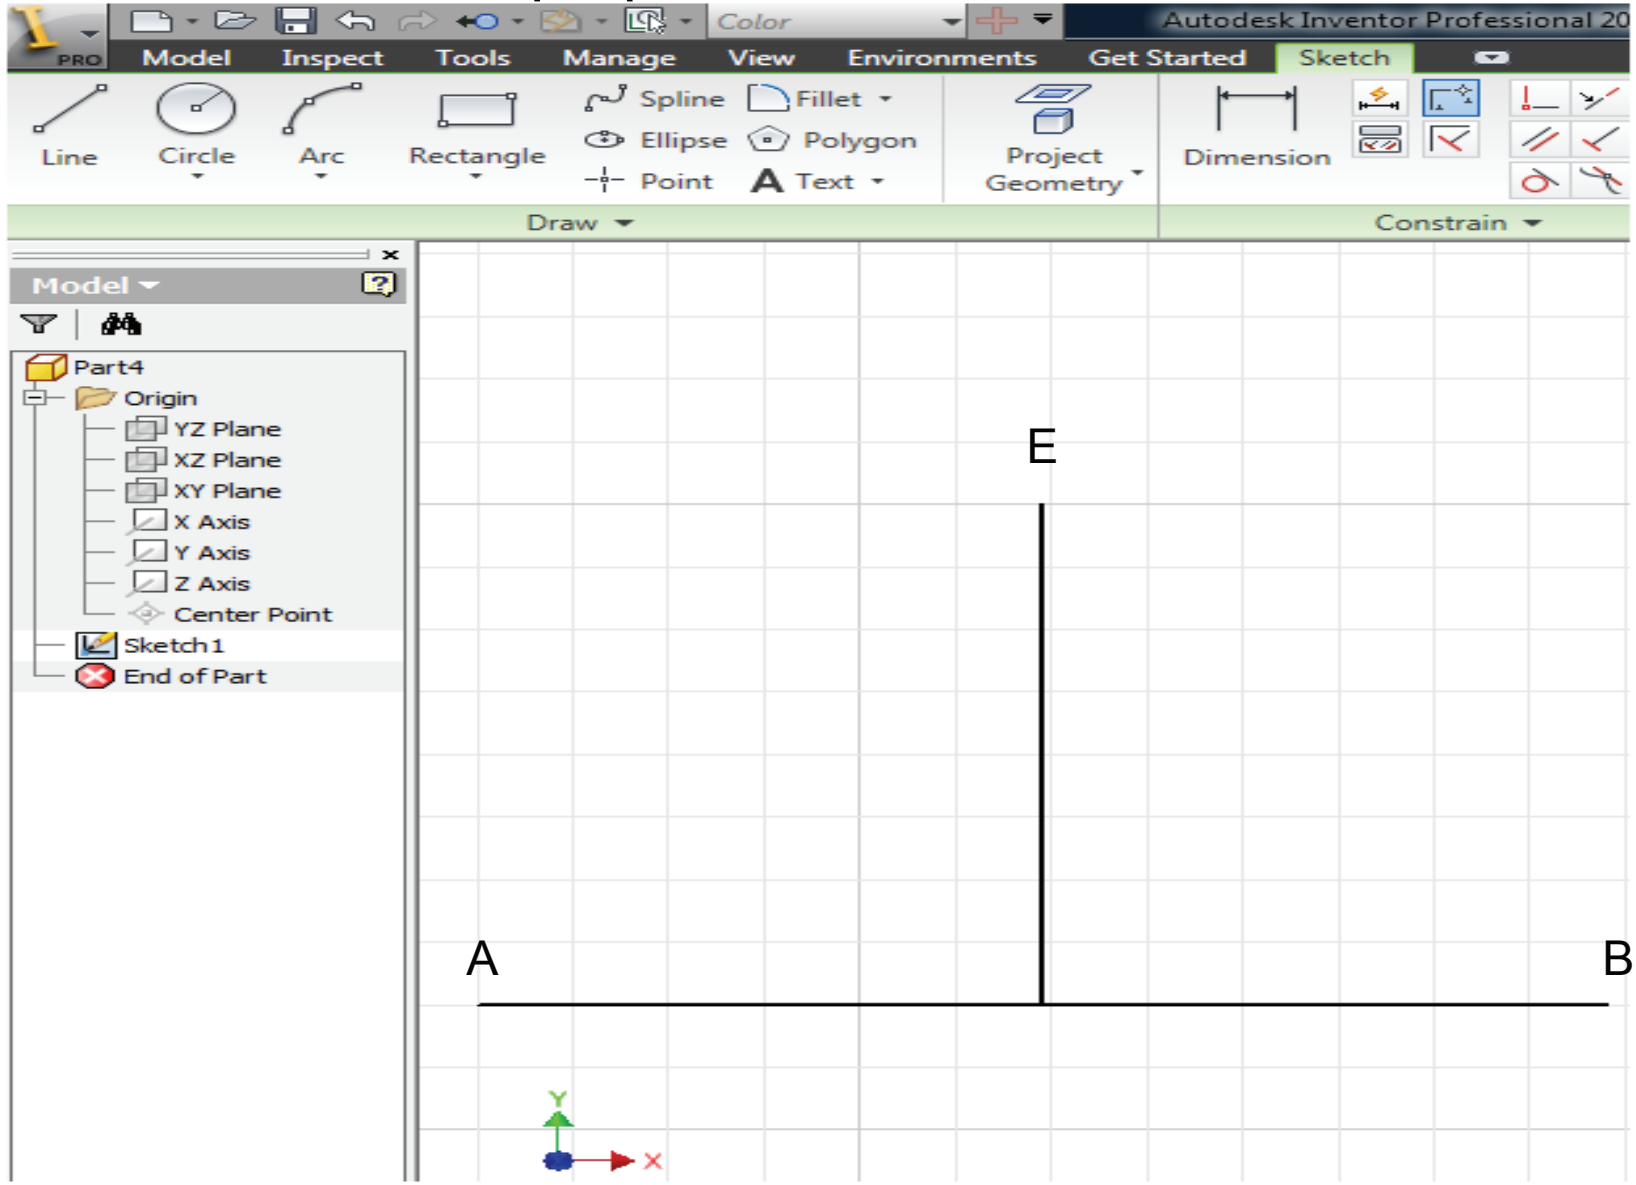 Color Autodesk Inventor Professional 20
PRO Model Inspect Tools Manage View Environments Get Started Sketch
Line Circle Arc Rectangle
Spline Fillet
Ellipse Polygon
Point A Text
Project
Geometry
Dimension
Draw Constrain
Model
Part4
Origin
YZ Plane
XZ Plane
XY Plane
X Axis
Y Axis
Z Axis
Center Point
Sketch1
End of Part
E
A B
Y
X